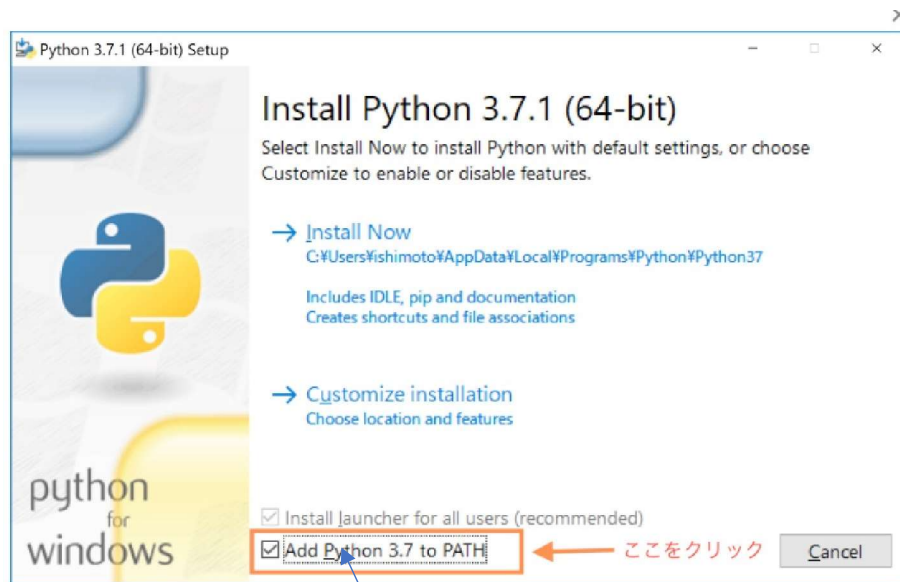 Python 3.7.1 (64-bit) Setup
Install Python 3.7.1 (64-bit)
Select Install Now to install Python with default settings, or choose
Customize to enable or disable features.
Install Now
C:¥Users¥ishimoto¥AppData¥Local¥Programs¥Python¥Python37
Includes IDLE, pip and documentation
Creates shortcuts and file associations
Customize installation
Choose location and features
python
for
windows
Install launcher for all users (recommended)
Add Python 3.7 to PATH
ここをクリック
Cancel